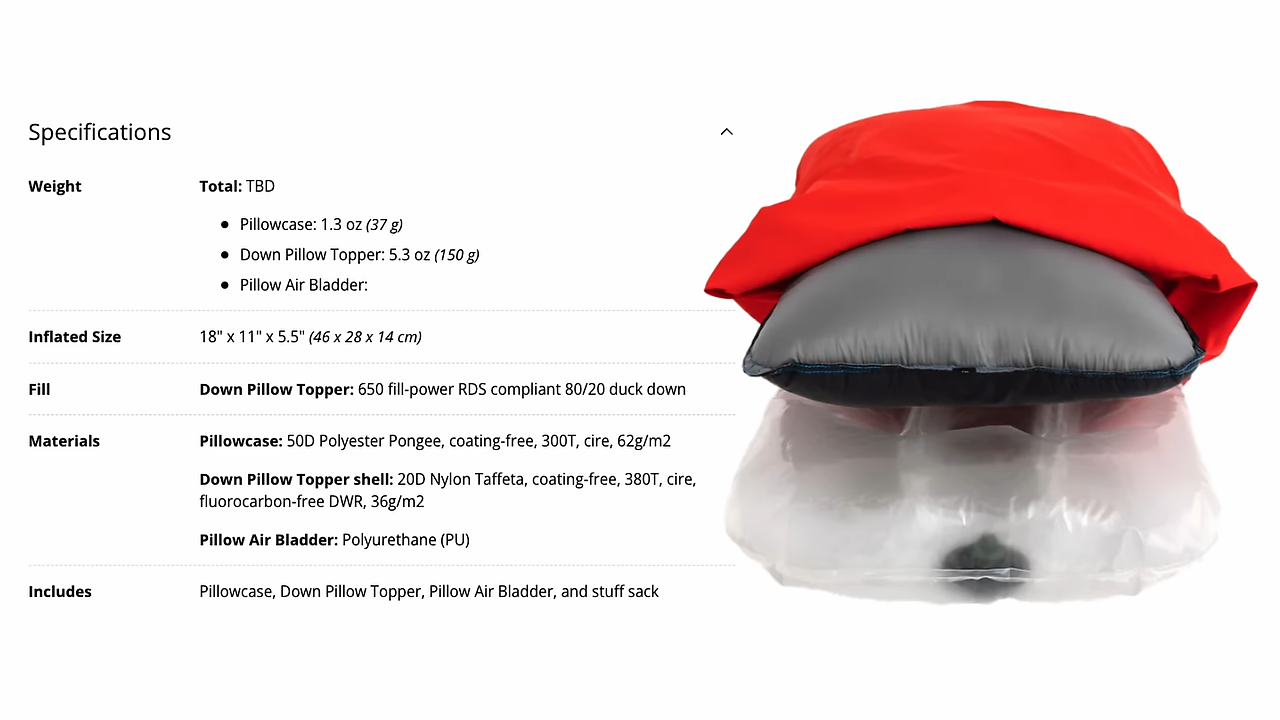 Specifications
Weight
Total: TBD
Pillowcase: 1.3 oz (37 g)
Down Pillow Topper: 5.3 oz (150 g)
Pillow Air Bladder:
Inflated Size
18" x 11" x 5.5" (46 x 28 x 14 cm)
Fill
Down Pillow Topper: 650 fill-power RDS compliant 80/20 duck down
Materials
Pillowcase: 50D Polyester Pongee, coating-free, 300T, cire, 62g/m2
Down Pillow Topper shell: 20D Nylon Taffeta, coating-free, 380T, cire,
fluorocarbon-free DWR, 36g/m2
Pillow Air Bladder: Polyurethane (PU)
Includes
Pillowcase, Down Pillow Topper, Pillow Air Bladder, and stuff sack